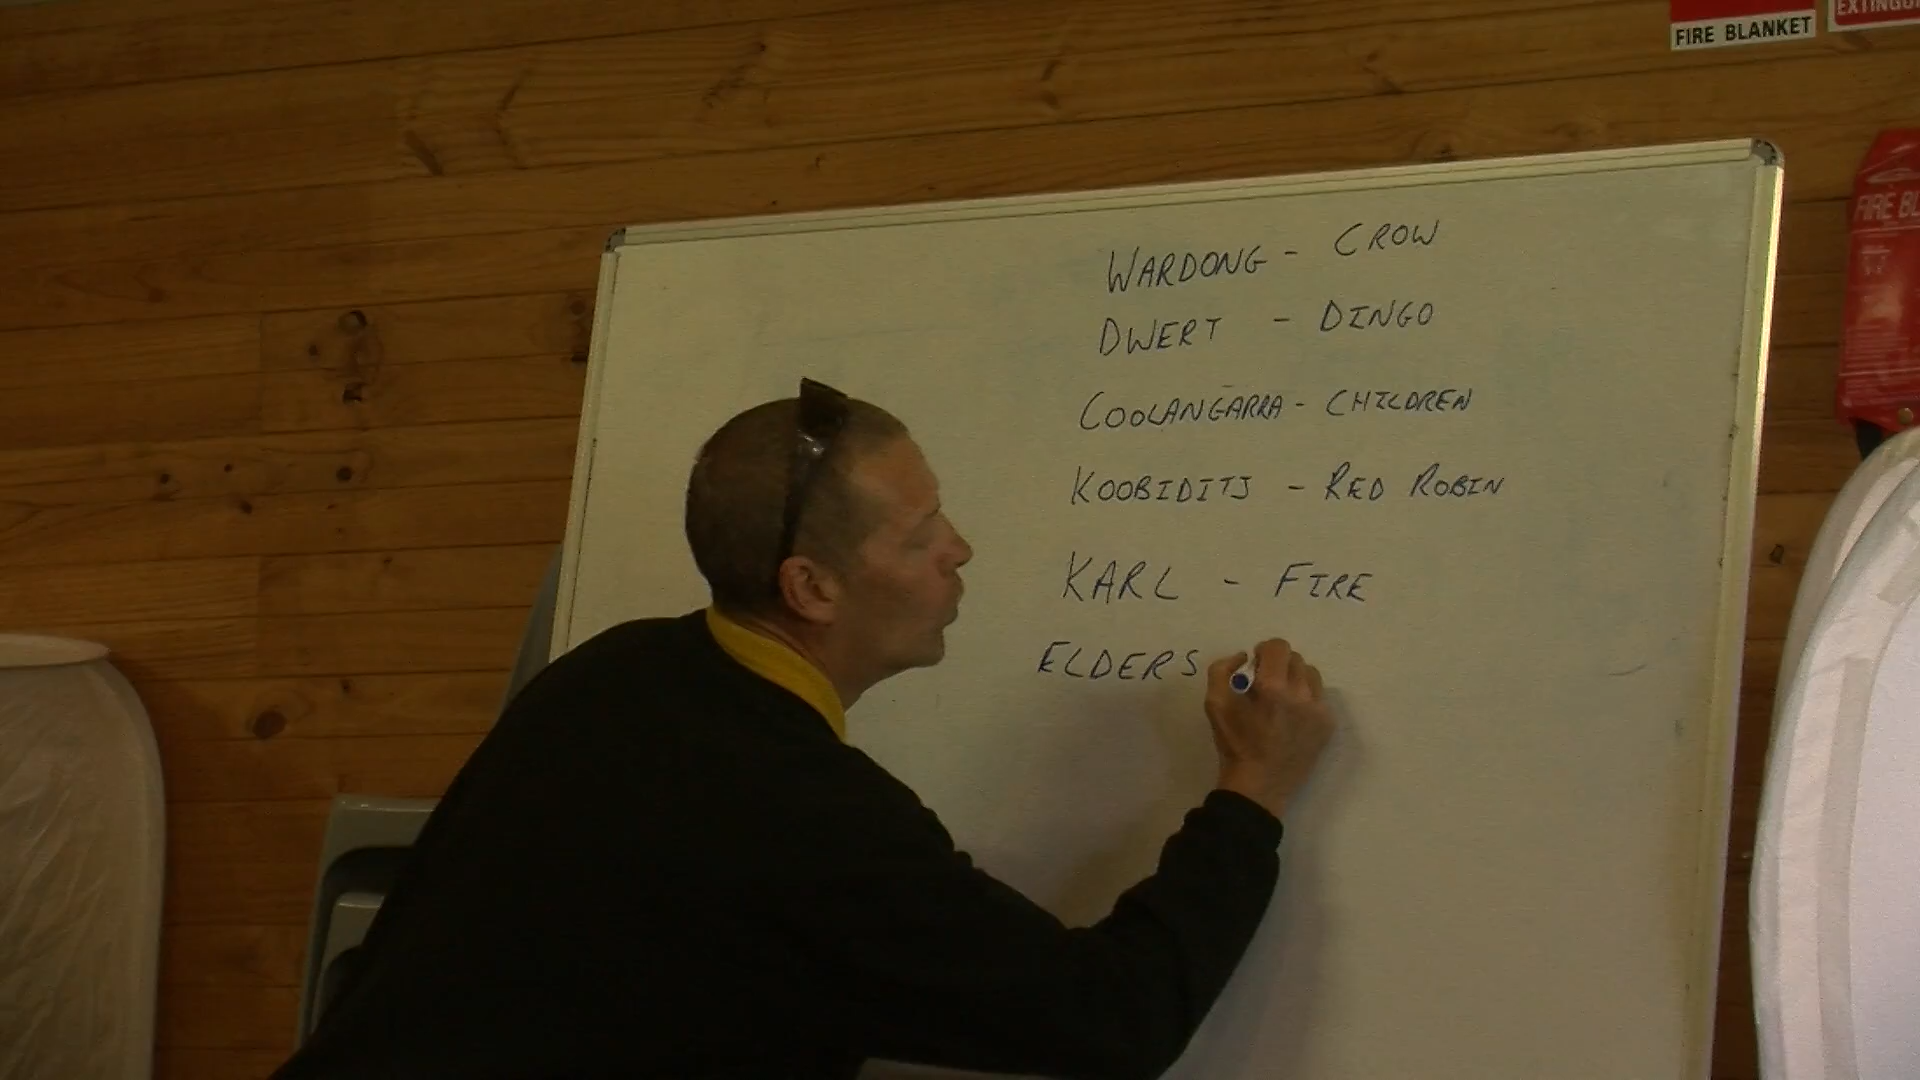 FIRE BLANKET
WARDONG - CROW
DWERT - DINGO
COOLANGARRA - CHILDREN
KOOBIDITJ - RED ROBIN
KARL - FIRE
ELDERS